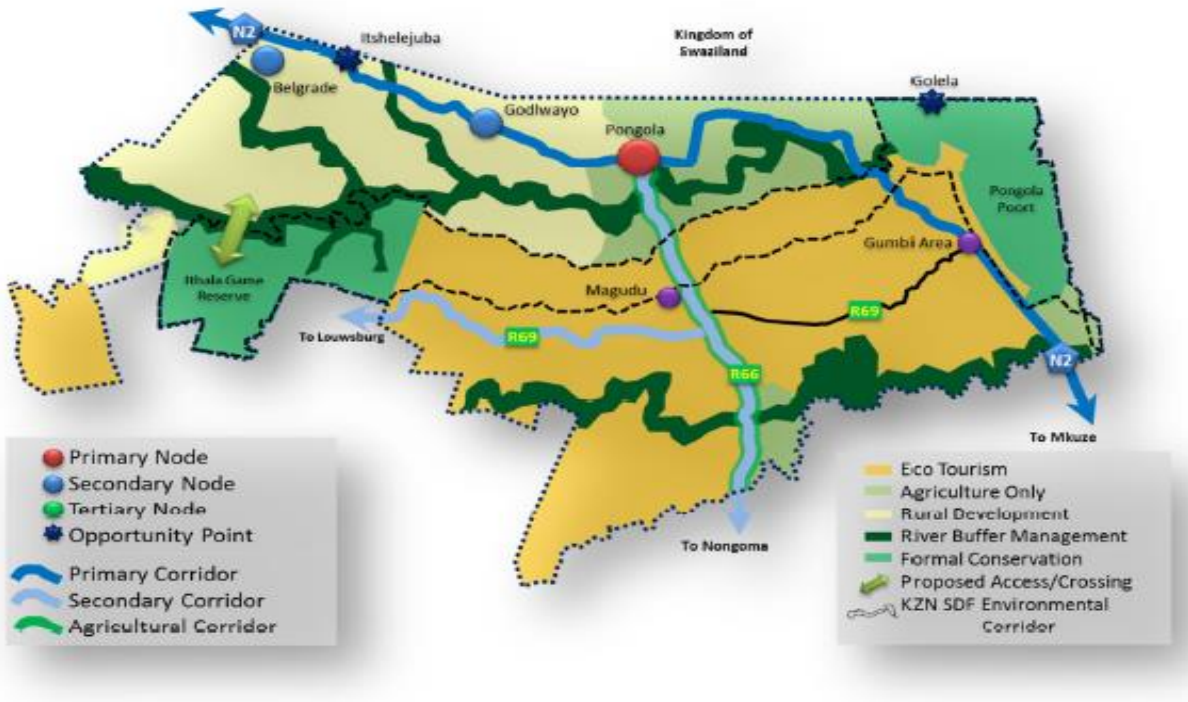 N2
Itshelejuba
Kingdom of
Swaziland
Belgrade
Godlwayo
Pongola
Golela
Pongola
Poort
Gumbi Area
Ithala Game
Reserve
Magudu
R69
To Louwsburg
R69
R66
N2
To Mkuze
To Nongoma
Primary Node
Secondary Node
Tertiary Node
Opportunity Point
Primary Corridor
Secondary Corridor
Agricultural Corridor
Eco Tourism
Agriculture Only
Rural Development
River Buffer Management
Formal Conservation
Proposed Access/Crossing
KZN SDF Environmental
Corridor